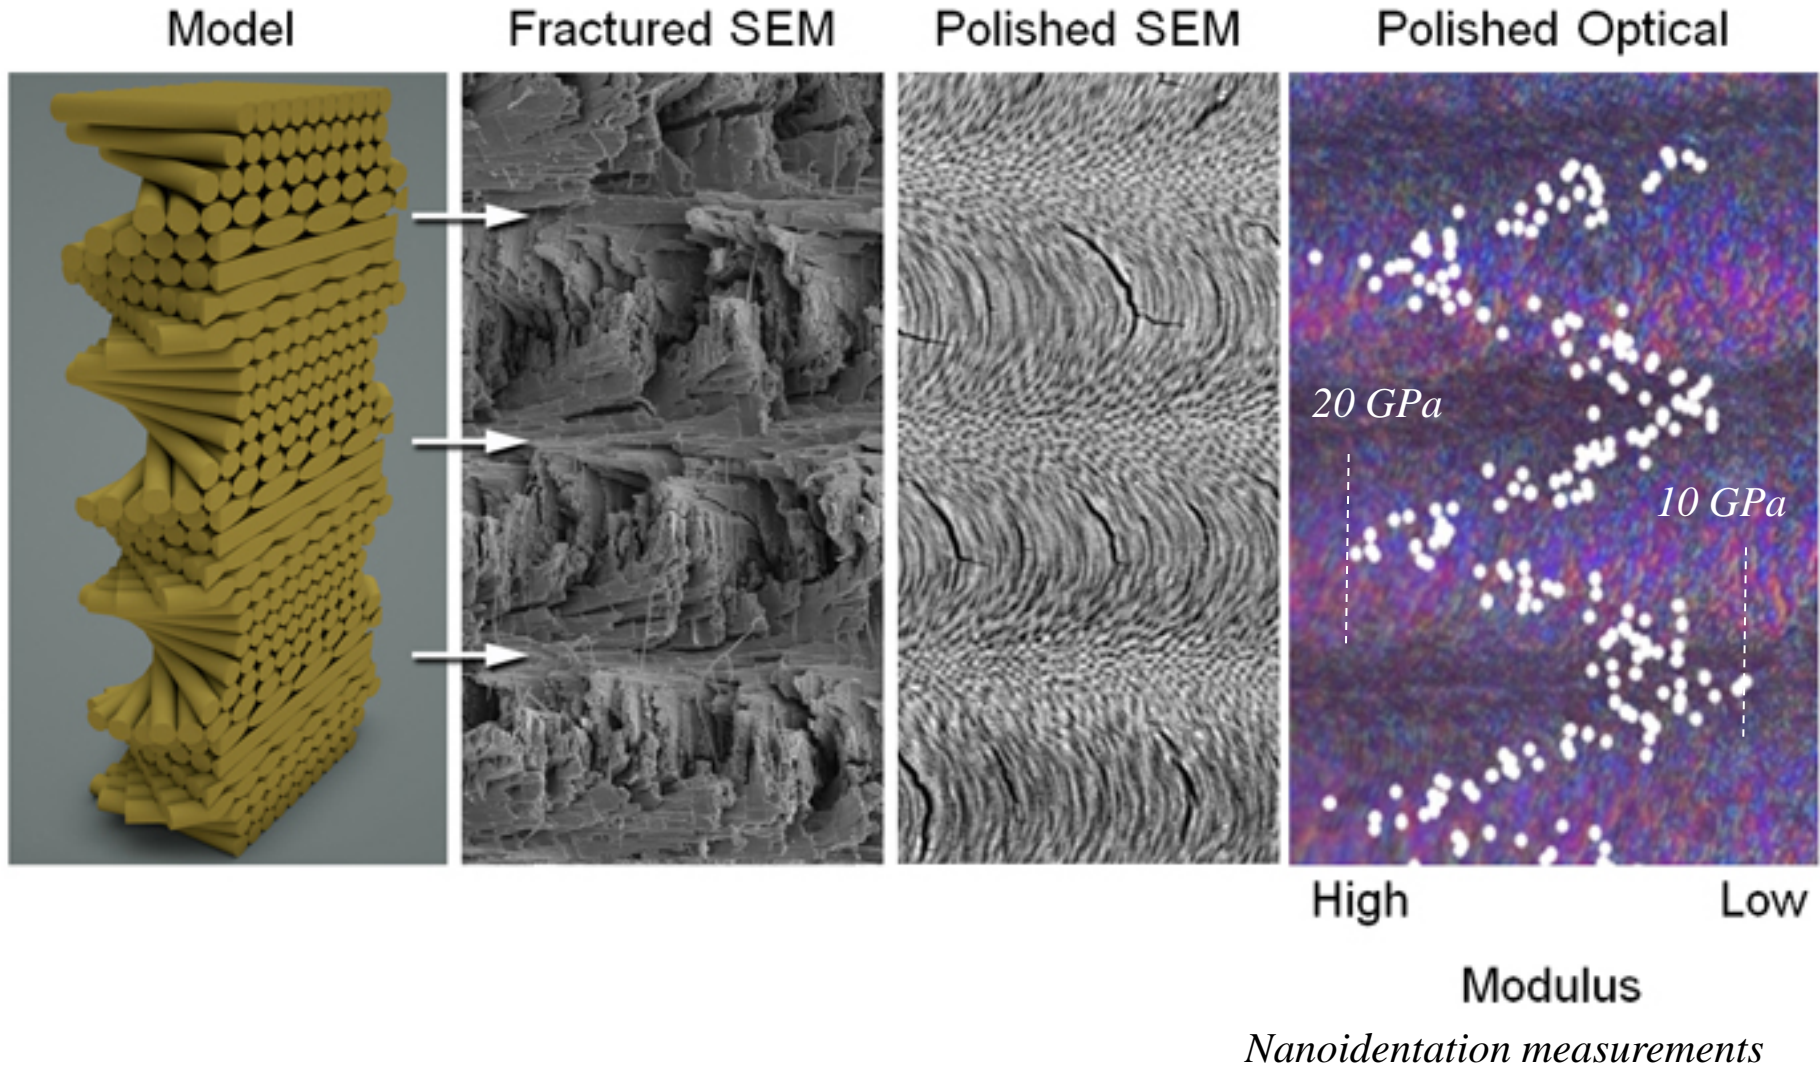 Model
Fractured SEM
Polished SEM
Polished Optical
20 GPa
10 GPa
High
Low
Modulus
Nanoidentation measurements